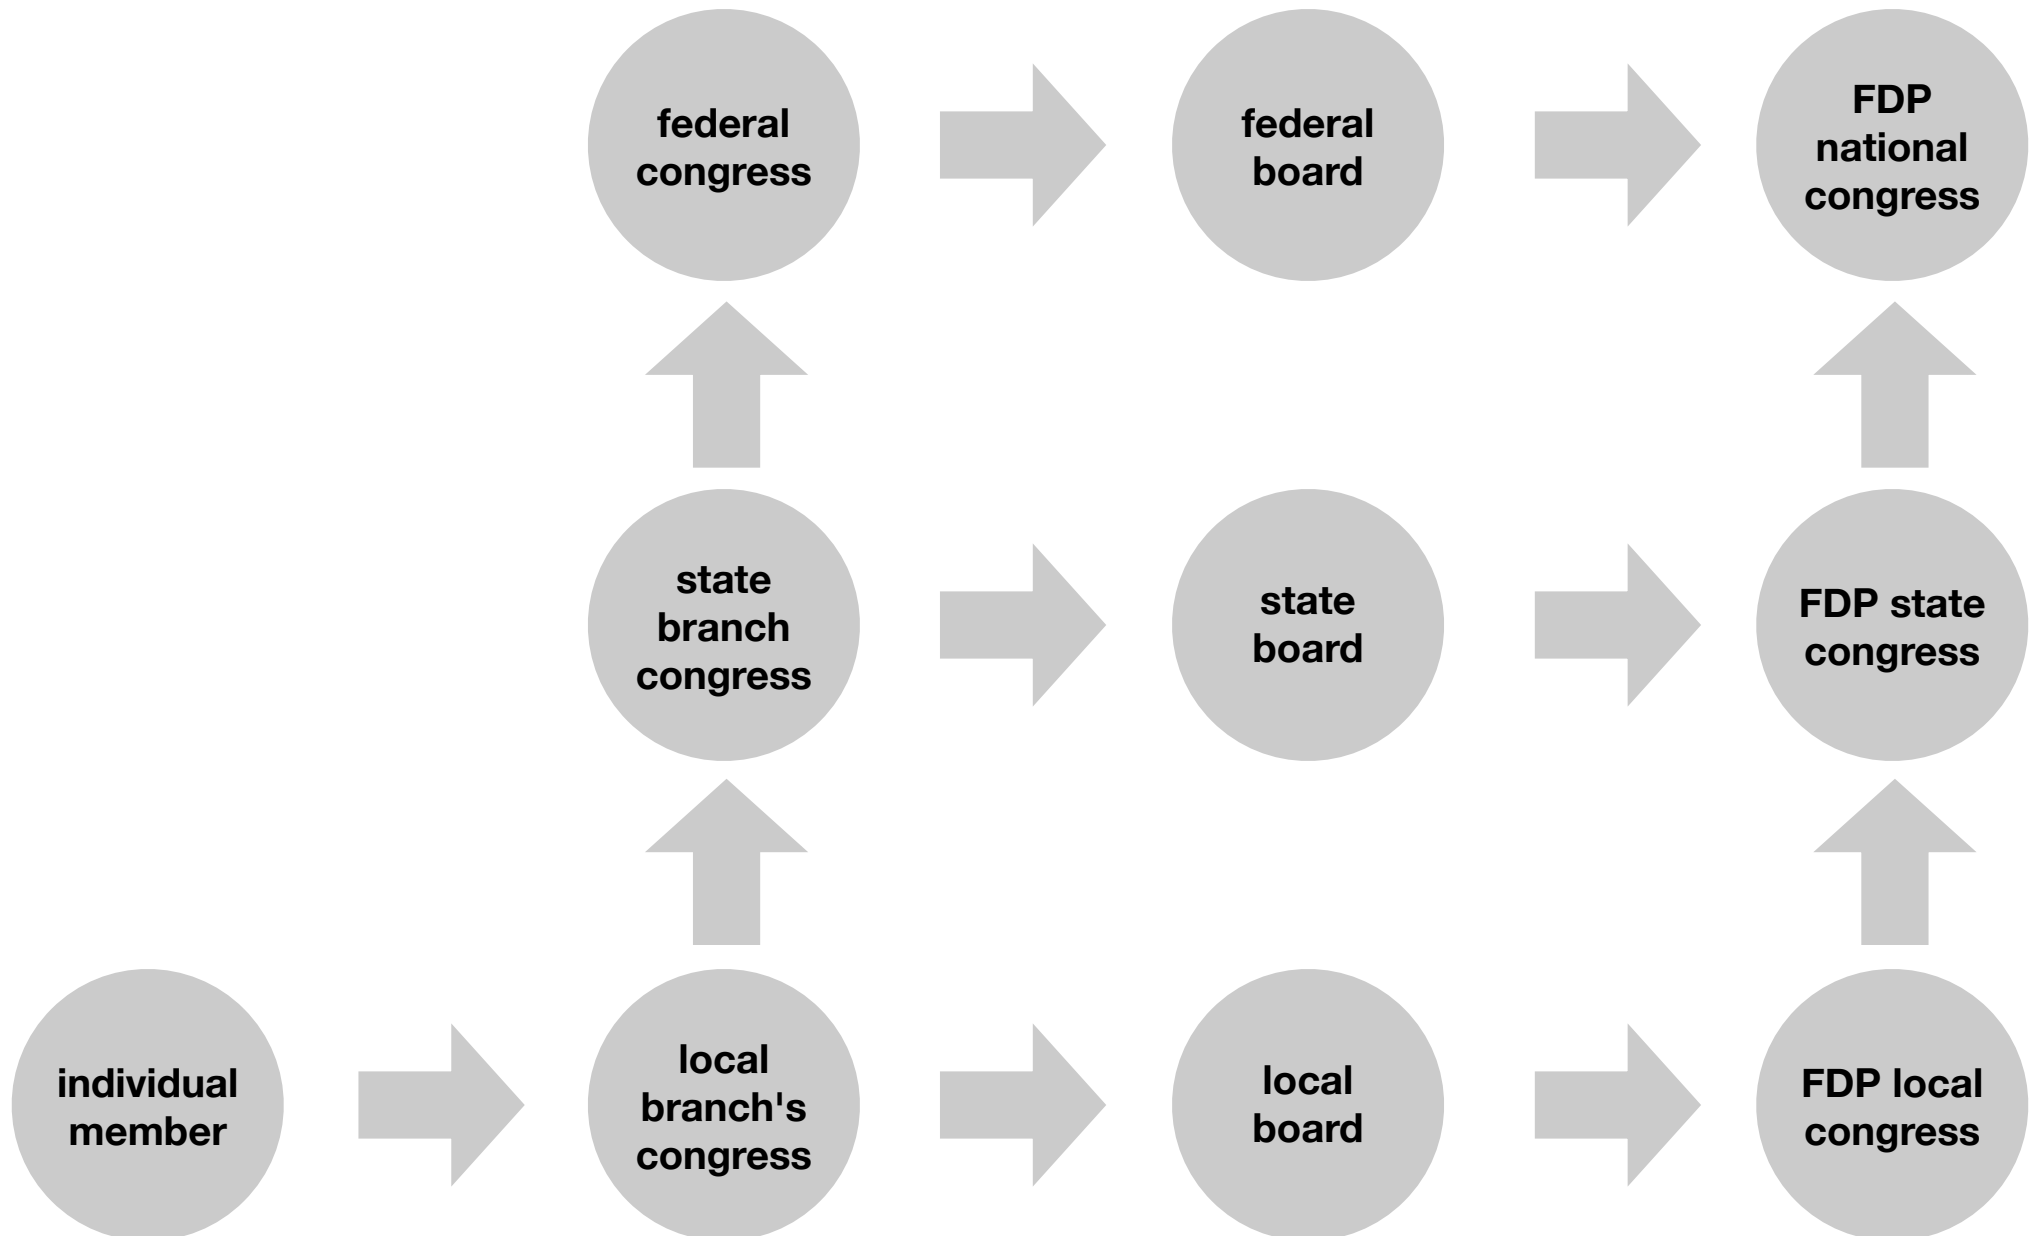 federal
congress
federal
board
FDP
national
congress
state
branch
congress
state
board
FDP state
congress
individual
member
local
branch's
congress
local
board
FDP local
congress